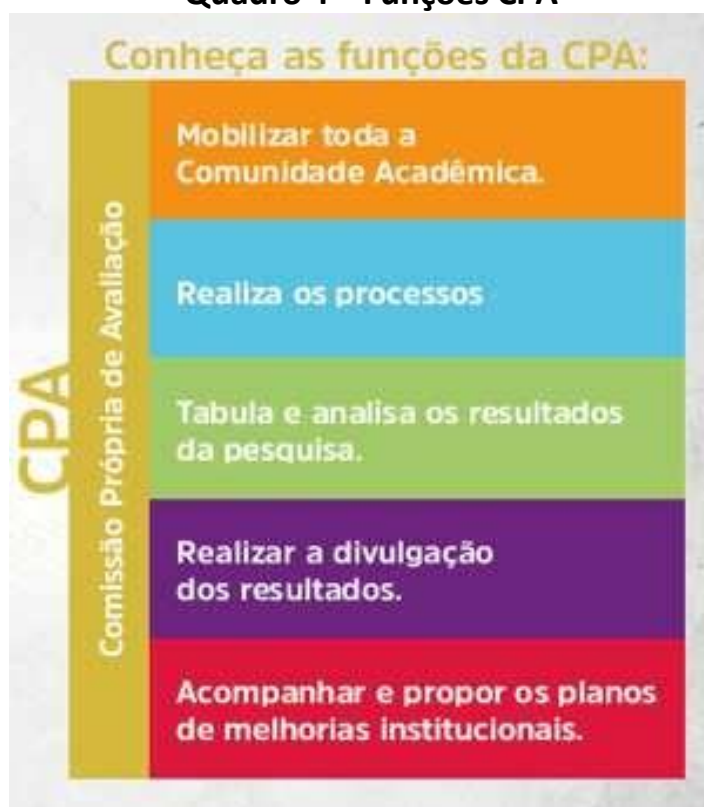 Conheça as funções da CPA:
CPA
Comissão Própria de Avaliação
Mobilizar toda a
Comunidade Acadêmica.
Realiza os processos
Tabula e analisa os resultados
da pesquisa.
Realizar a divulgação
dos resultados.
Acompanhar e propor os planos
de melhorias institucionais.